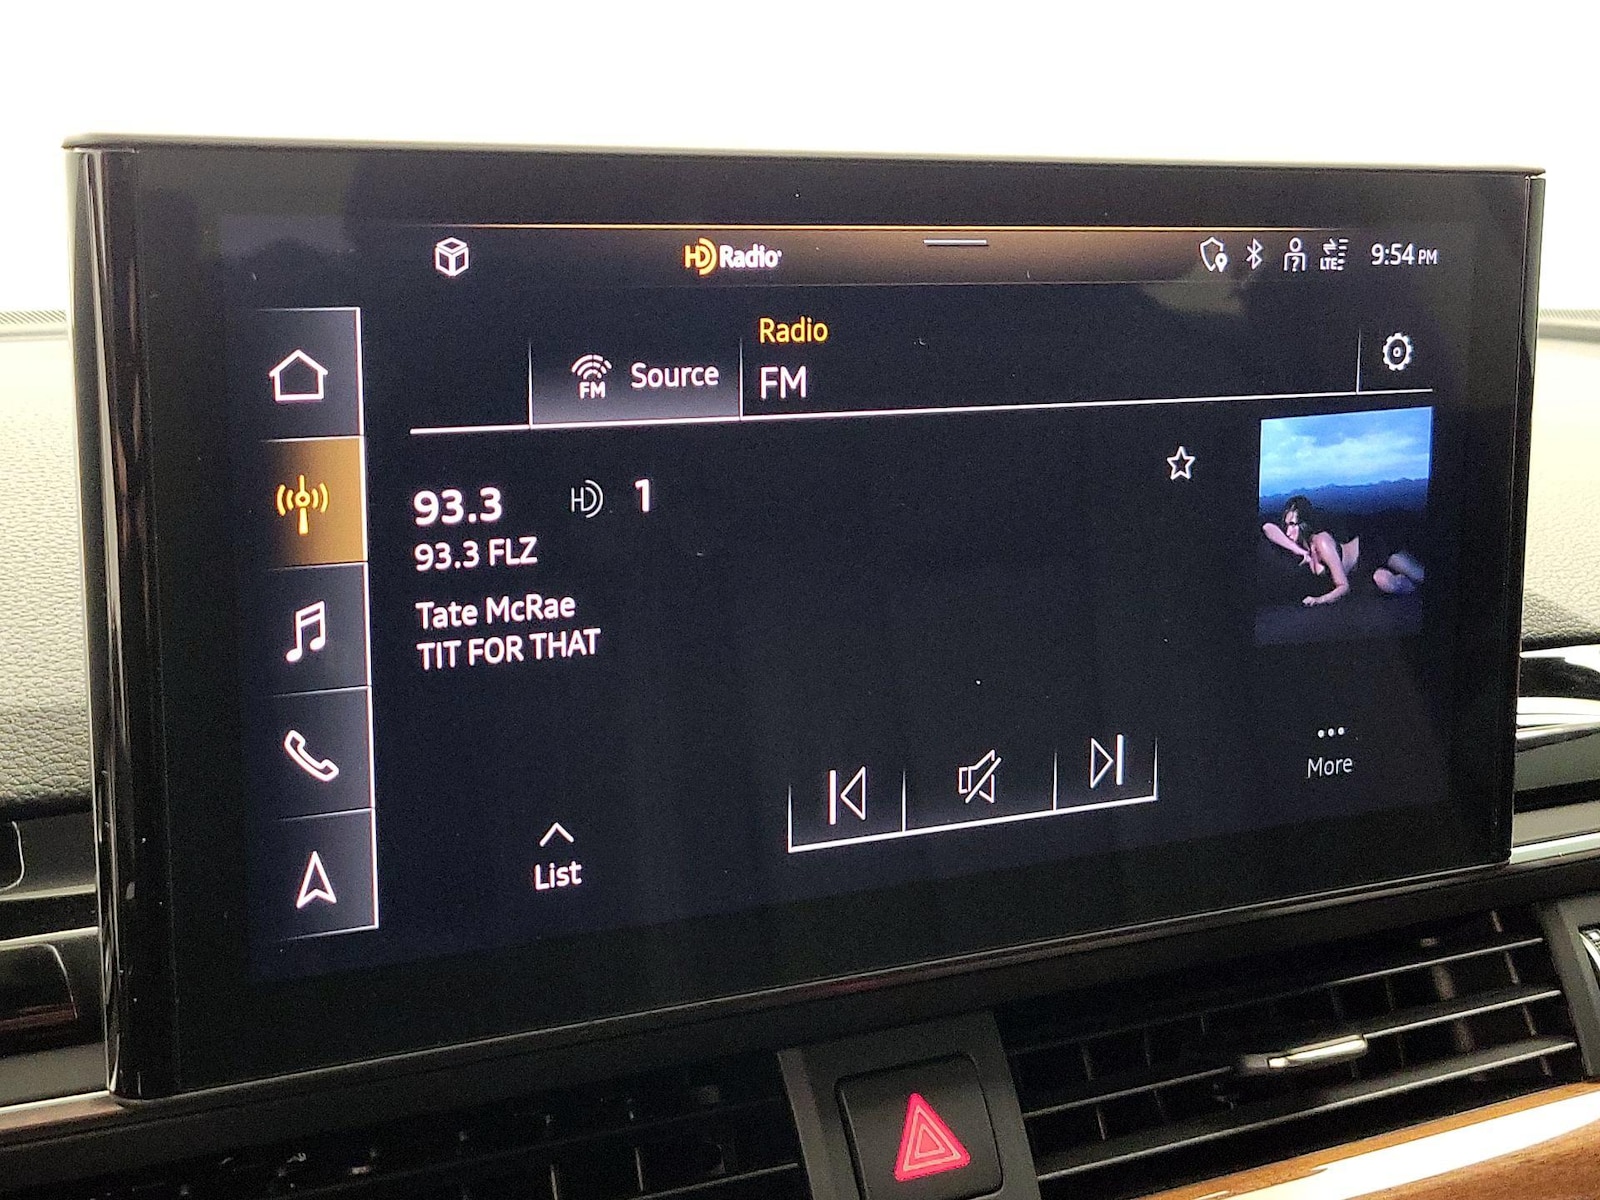 HD Radio
LTE
9:54 PM
FM
Source
Radio
FM
93.3
HD 1
93.3 FLZ
Tate McRae
TIT FOR THAT
More
List